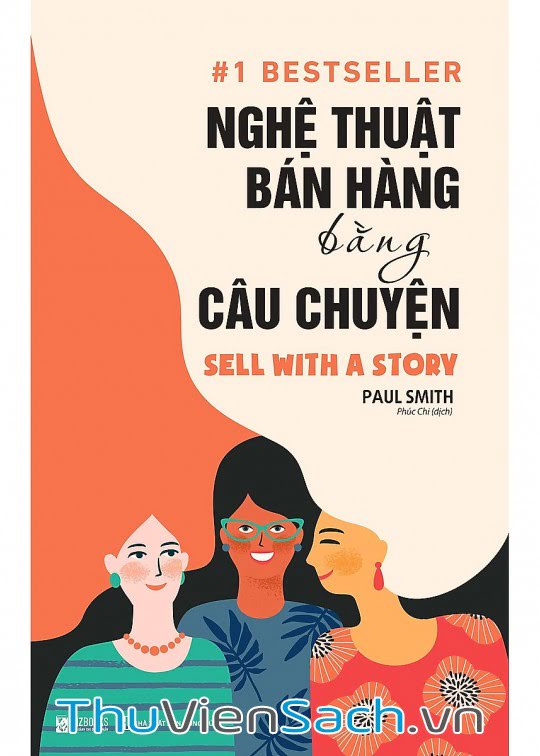 #1 BESTSELLER
NGHỆ THUẬT
BÁN HÀNG
bằng
CÂU CHUYỆN
SELL WITH A STORY
PAUL SMITH
Phúc Chi (dịch)
ThuVienSach.vn